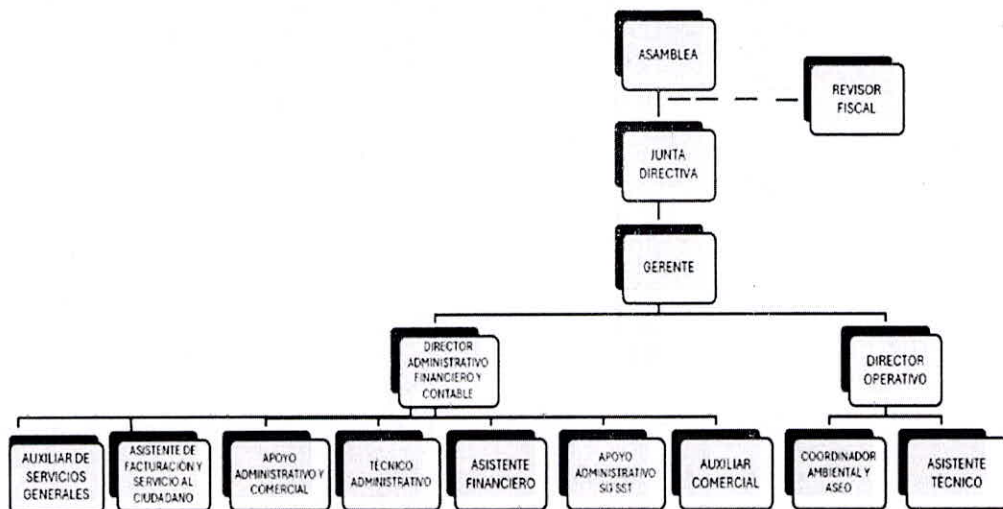 ASAMBLEA
REVISOR
FISCAL
JUNTA
DIRECTIVA
GERENTE
DIRECTOR
ADMINISTRATIVO
FINANCIERO Y
CONTABLE
DIRECTOR
OPERATIVO
AUXILIAR DE
SERVICIOS
GENERALES
ASISTENTE DE
FACTURACIÓN Y
SERVICIO AL
CIUDADANO
APOYO
ADMINISTRATIVO Y
COMERCIAL
TÉCNICO
ADMINISTRATIVO
ASISTENTE
FINANCIERO
APOYO
ADMINISTRATIVO
SG SST
AUXILIAR
COMERCIAL
COORDINADOR
AMBIENTAL Y
ASEO
ASISTENTE
TÉCNICO